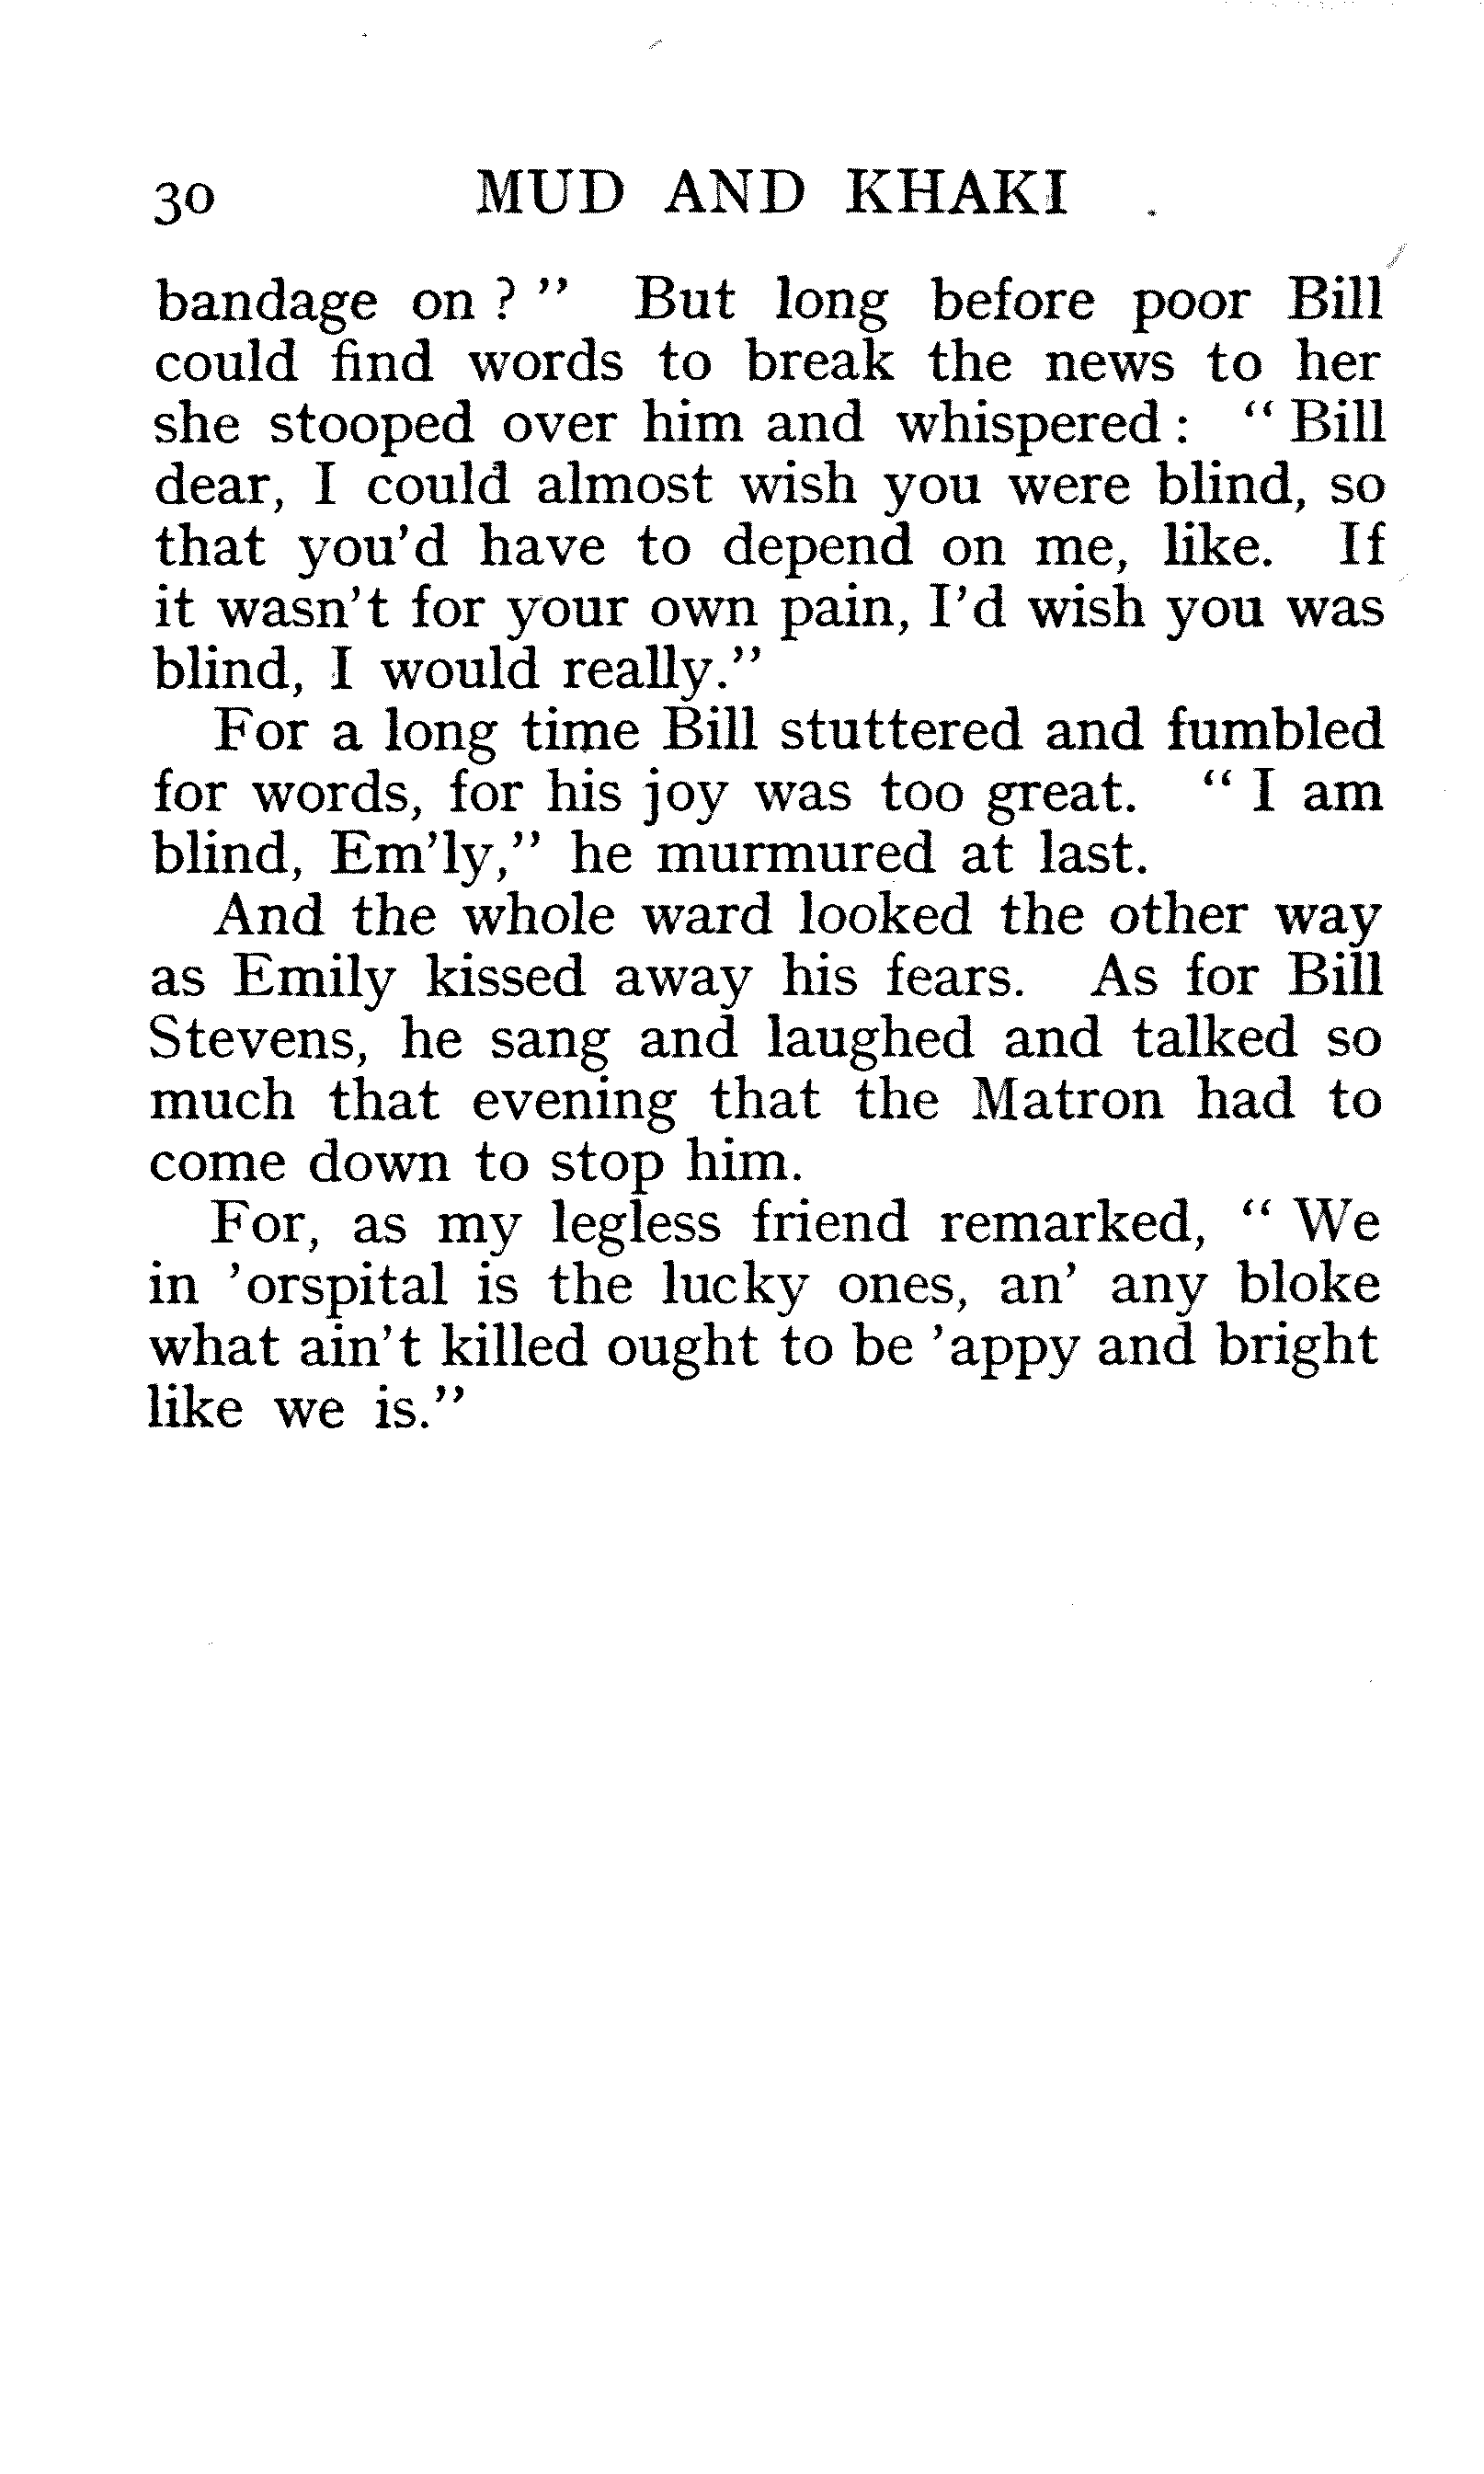 30 MUD AND KHAKI
bandage on ? ” But long before poor Bill
could find words to break the news to her
she stooped over him and whispered : “ Bill
dear, I could almost wish you were blind, so
that you’d have to depend on me, like. If
it wasn’t for your own pain, I’d wish you was
blind, I would really.”
For a long time Bill stuttered and fumbled
for words, for his joy was too great. “ I am
blind, Em’ly,” he murmured at last.
And the whole ward looked the other way
as Emily kissed away his fears. As for Bill
Stevens, he sang and laughed and talked so
much that evening that the Matron had to
come down to stop him.
For, as my legless friend remarked, “ We
in ’orspital is the lucky ones, an’ any bloke
what ain’t killed ought to be ’appy and bright
like we is.”